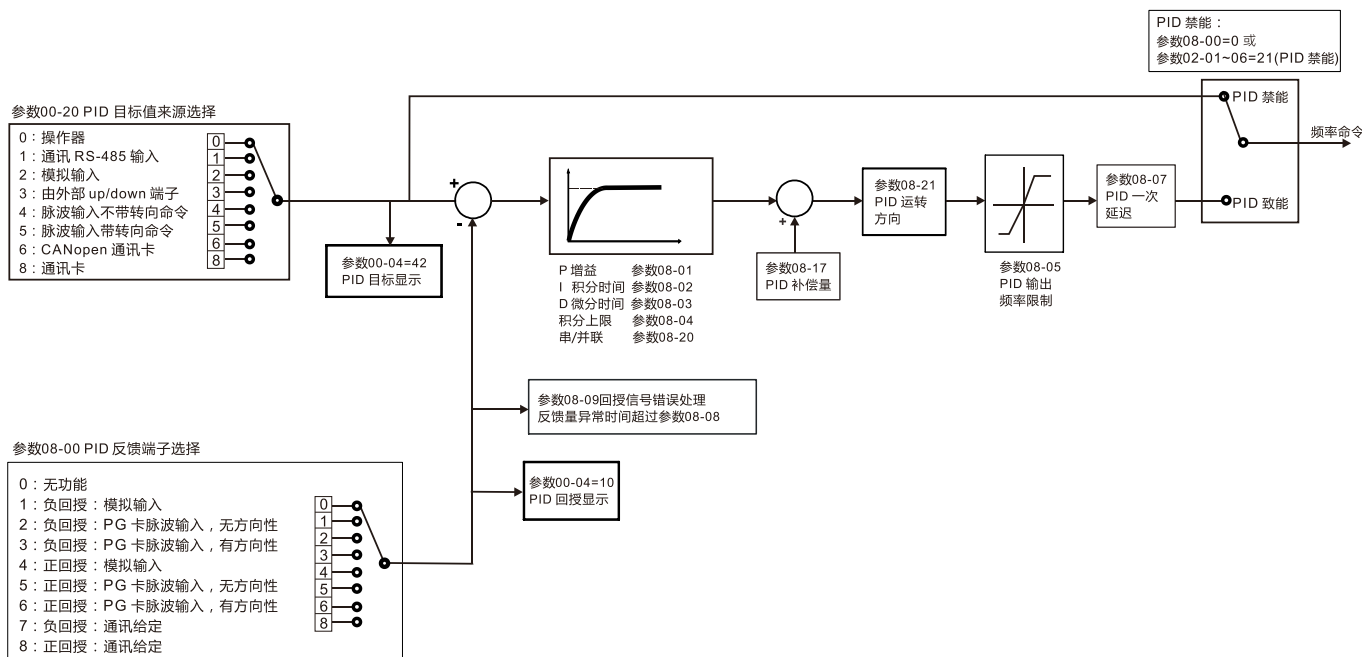 PID 禁能：
参数08-00=0 或
参数02-01~06=21(PID 禁能)
参数00-20 PID 目标值来源选择
0：操作器
1：通讯 RS-485 输入
2：模拟输入
3：由外部 up/down 端子
4：脉波输入不带转向命令
5：脉波输入带转向命令
6：CANopen 通讯卡
8：通讯卡
0
1
2
3
4
5
6
8
+
-
参数00-04=42
PID 目标显示
P 增益 参数08-01
I 积分时间 参数08-02
D 微分时间 参数08-03
积分上限 参数08-04
串/并联 参数08-20
+
参数08-17
PID 补偿量
参数08-21
PID 运转
方向
参数08-05
PID 输出
频率限制
参数08-07
PID 一次
延迟
PID 禁能
PID 致能
频率命令
参数08-09回授信号错误处理
反馈量异常时间超过参数08-08
参数00-04=10
PID 回授显示
参数08-00 PID 反馈端子选择
0：无功能
1：负回授：模拟输入
2：负回授：PG 卡脉波输入，无方向性
3：负回授：PG 卡脉波输入，有方向性
4：正回授：模拟输入
5：正回授：PG 卡脉波输入，无方向性
6：正回授：PG 卡脉波输入，有方向性
7：负回授：通讯给定
8：正回授：通讯给定
0
1
2
3
4
5
6
8